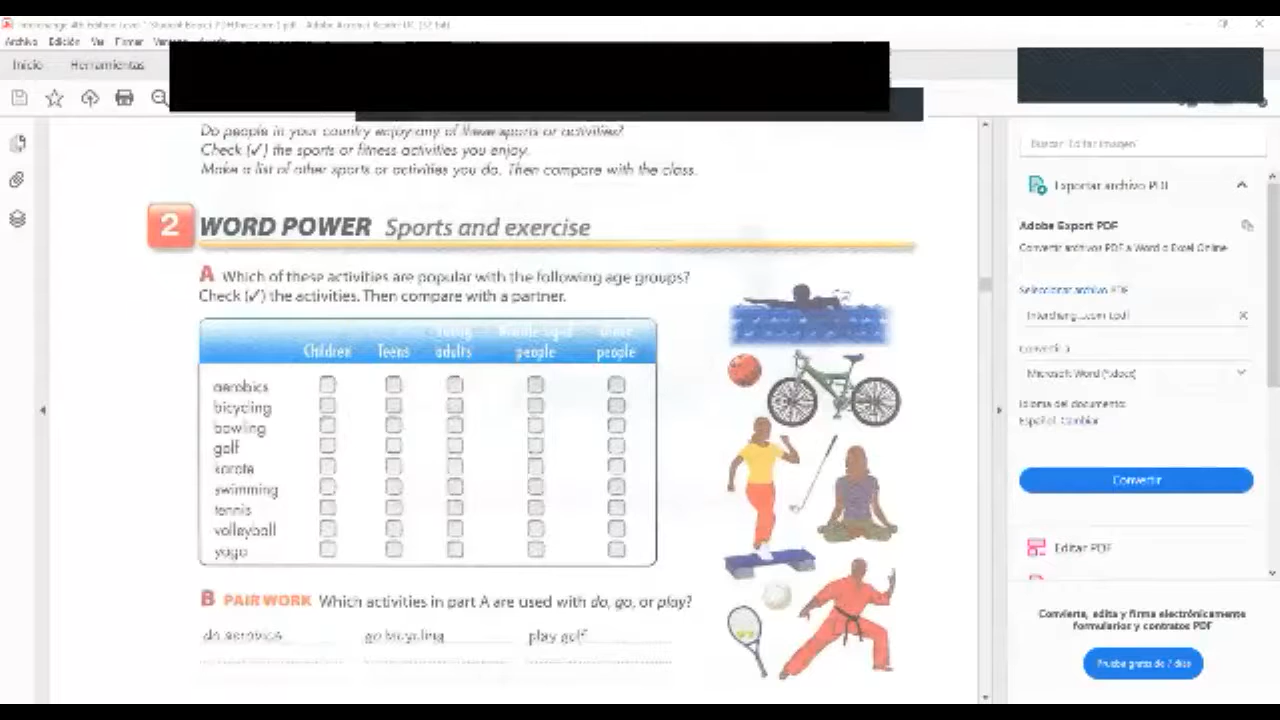 Archivo Edición Ver Firmar
Inicio Herramientas
Do people in your country enjoy any of these sports or activities?
Check (✓) the sports or fitness activities you enjoy.
Make a list of other sports or activities you do. Then compare with the class.
2 WORD POWER Sports and exercise
A Which of these activities are popular with the following age groups?
Check (✓) the activities. Then compare with a partner.
Children Teens adults people people
aerobics
bicycling
bowling
golf
karate
swimming
tennis
volleyball
yoga
B PAIR WORK Which activities in part A are used with do, go, or play?
do aerobics go bicycling play golf
Exportar archivo PDF
Adobe Export PDF
Convertir archivos PDF a Word o Excel Online
Seleccionar archivo PDF
Convertir a
Microsoft Word (*.docx)
Idioma del documento:
Español Cambiar
Convertir
Editar PDF
Convierte, edita y firma electrónicamente
formularios y contratos PDF
Prueba gratis de 7 días